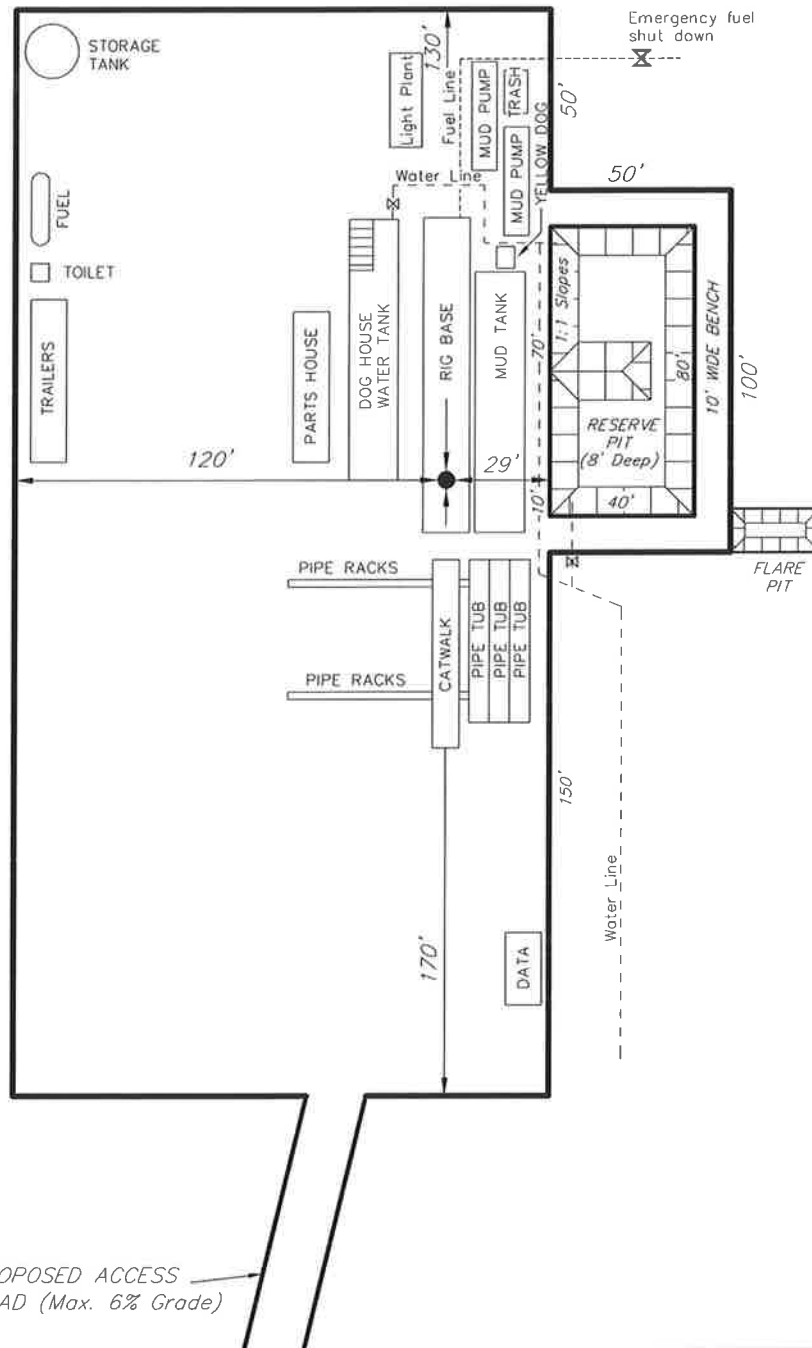 Emergency fuel
shut down
STORAGE
TANK
130'
Light Plant
Fuel Line
MUD PUMP
TRASH
50'
MUD PUMP
YELLOW DOG
Water Line
50'
FUEL
TOILET
TRAILERS
PARTS HOUSE
DOG HOUSE
WATER TANK
RIG BASE
MUD TANK
70'
1:1 Slopes
80'
10' WIDE BENCH
100'
RESERVE
PIT
(8' Deep)
120'
29'
10'
40'
FLARE
PIT
PIPE RACKS
CATWALK
PIPE TUB
PIPE TUB
PIPE TUB
PIPE RACKS
150'
Water Line
170'
DATA
OPOSED ACCESS
AD (Max. 6% Grade)